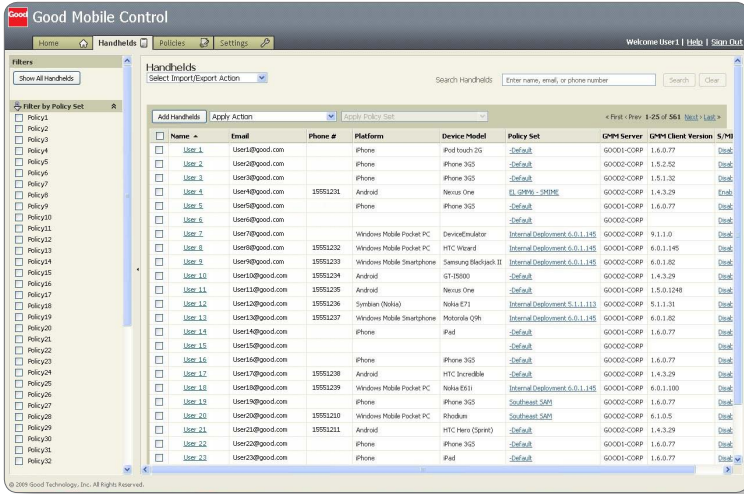 Good Good Mobile Control
Home Handhelds Policies Settings Welcome User1 | Help | Sign Out
Filters
Show All Handhelds
Filter by Policy Set
Policy1
Policy2
Policy3
Policy4
Policy5
Policy6
Policy7
Policy8
Policy9
Policy10
Policy11
Policy12
Policy13
Policy14
Policy15
Policy16
Policy17
Policy18
Policy19
Policy20
Policy21
Policy22
Policy23
Policy24
Policy25
Policy26
Policy27
Policy28
Policy29
Policy30
Policy31
Policy32
Handhelds
Select Import/Export Action Search Handhelds Enter name, email, or phone number Search Clear
Add Handhelds Apply Action Apply Policy Set « First ‹ Prev 1-25 of 561 Next › Last »
Name Email Phone # Platform Device Model Policy Set GMM Server GMM Client Version S/MI
User 1 User1@good.com iPhone iPod touch 2G -Default GOOD1-CORP 1.6.0.77 Disab
User 2 User2@good.com iPhone iPhone 3GS -Default GOOD2-CORP 1.5.2.52 Disab
User 3 User3@good.com iPhone iPhone 3GS -Default GOOD2-CORP 1.5.1.32 Disab
User 4 User4@good.com 15551231 Android Nexus One EL GMM6 - SMIME GOOD2-CORP 1.4.3.29 Enab
User 5 User5@good.com iPhone iPhone 3GS -Default GOOD1-CORP 1.6.0.77 Disab
User 6 User6@good.com -Default GOOD2-CORP Disab
User 7 User7@good.com Windows Mobile Pocket PC DeviceEmulator Internal Deployment 6.0.1.145 GOOD2-CORP 9.1.1.0 Disab
User 8 User8@good.com 15551232 Windows Mobile Pocket PC HTC Wizard Internal Deployment 6.0.1.145 GOOD1-CORP 6.0.1.145 Disab
User 9 User9@good.com 15551233 Windows Mobile Smartphone Samsung Blackjack II Internal Deployment 6.0.1.145 GOOD2-CORP 6.0.1.82 Disab
User 10 User10@good.com 15551234 Android GT-I5800 -Default GOOD2-CORP 1.4.3.29 Disab
User 11 User11@good.com 15551235 Android Nexus One -Default GOOD1-CORP 1.5.0.1248 Disab
User 12 User12@good.com 15551236 Symbian (Nokia) Nokia E71 Internal Deployment 5.1.1.113 GOOD2-CORP 5.1.1.31 Disab
User 13 User12@good.com 15551237 Windows Mobile Smartphone Motorola Q9h Internal Deployment 6.0.1.145 GOOD1-CORP 6.0.1.82 Disab
User 14 User14@good.com iPhone iPad -Default GOOD1-CORP 1.6.0.77 Disab
User 15 User15@good.com -Default GOOD2-CORP Disab
User 16 User16@good.com iPhone iPhone 3GS -Default GOOD2-CORP 1.6.0.77 Disab
User 17 User17@good.com 15551238 Android HTC Incredible -Default GOOD2-CORP 1.4.3.29 Disab
User 18 User18@good.com 15551239 Windows Mobile Pocket PC Nokia E61i Internal Deployment 6.0.1.145 GOOD1-CORP 6.0.1.100 Disab
User 19 User19@good.com iPhone iPhone 3GS Southeast SAM GOOD2-CORP 1.6.0.77 Disab
User 20 User20@good.com 15551210 Windows Mobile Pocket PC Rhodium Southeast SAM GOOD2-CORP 6.1.0.5 Disab
User 21 User21@good.com 15551211 Android HTC Hero (Sprint) -Default GOOD2-CORP 1.4.3.29 Disab
User 22 User22@good.com iPhone iPhone 3GS -Default GOOD1-CORP 1.6.0.77 Disab
User 23 User23@good.com iPhone iPad -Default GOOD1-CORP 1.6.0.77 Disab
© 2009 Good Technology, Inc. All Rights Reserved.